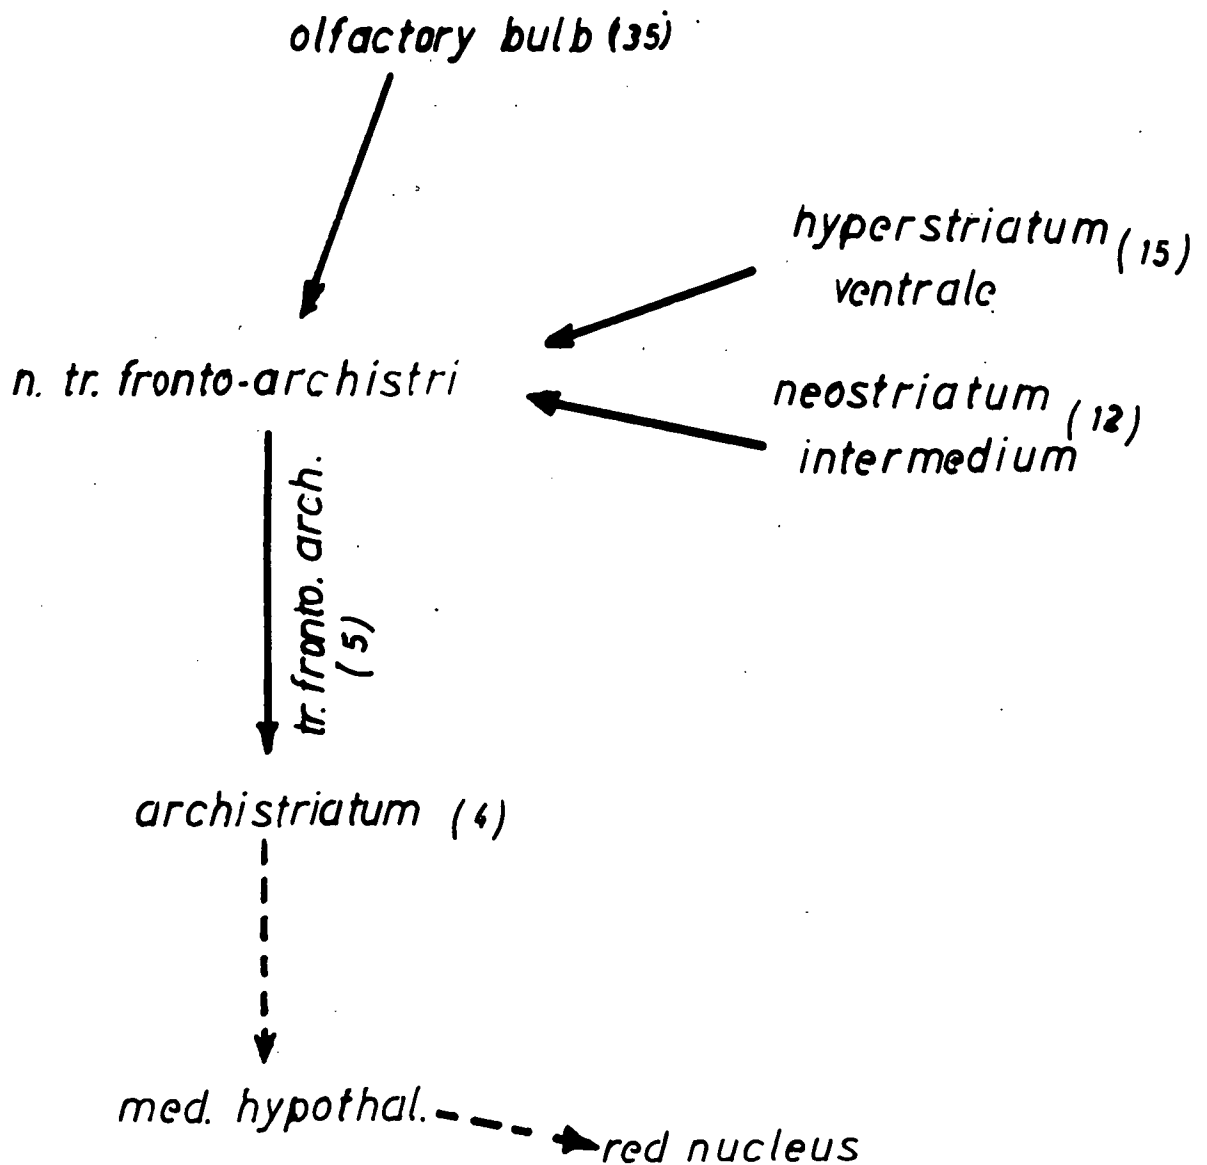 olfactory bulb (35)
hyperstriatum (15)
ventrale
n. tr. fronto-archistri
neostriatum (12)
intermedium
tr. fronto. arch.
(5)
archistriatum (4)
med. hypothal.
red nucleus